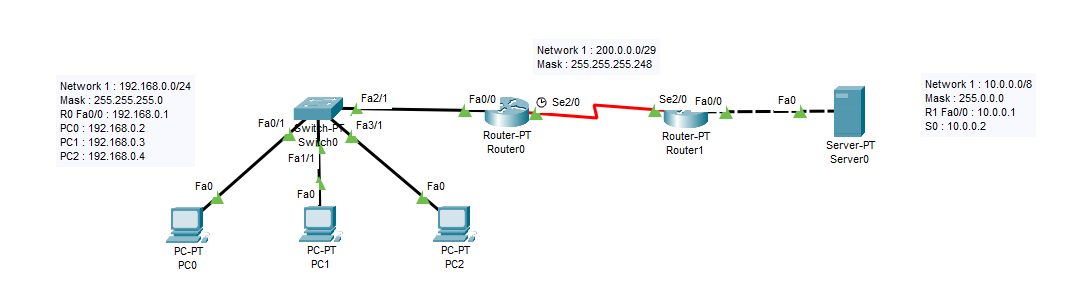 Network 1 : 200.0.0.0/29
Mask : 255.255.255.248
Network 1 : 192.168.0.0/24
Mask : 255.255.255.0
R0 Fa0/0 : 192.168.0.1
PC0 : 192.168.0.2
PC1 : 192.168.0.3
PC2 : 192.168.0.4
Network 1 : 10.0.0.0/8
Mask : 255.0.0.0
R1 Fa0/0 : 10.0.0.1
S0 : 10.0.0.2
Fa2/1
Fa0/0
Se2/0
Se2/0
Fa0/0
Fa0
Fa0/1
Switch-PT
Switch0
Fa3/1
Fa1/1
Router-PT
Router0
Router-PT
Router1
Server-PT
Server0
Fa0
Fa0
Fa0
PC-PT
PC0
PC-PT
PC1
PC-PT
PC2